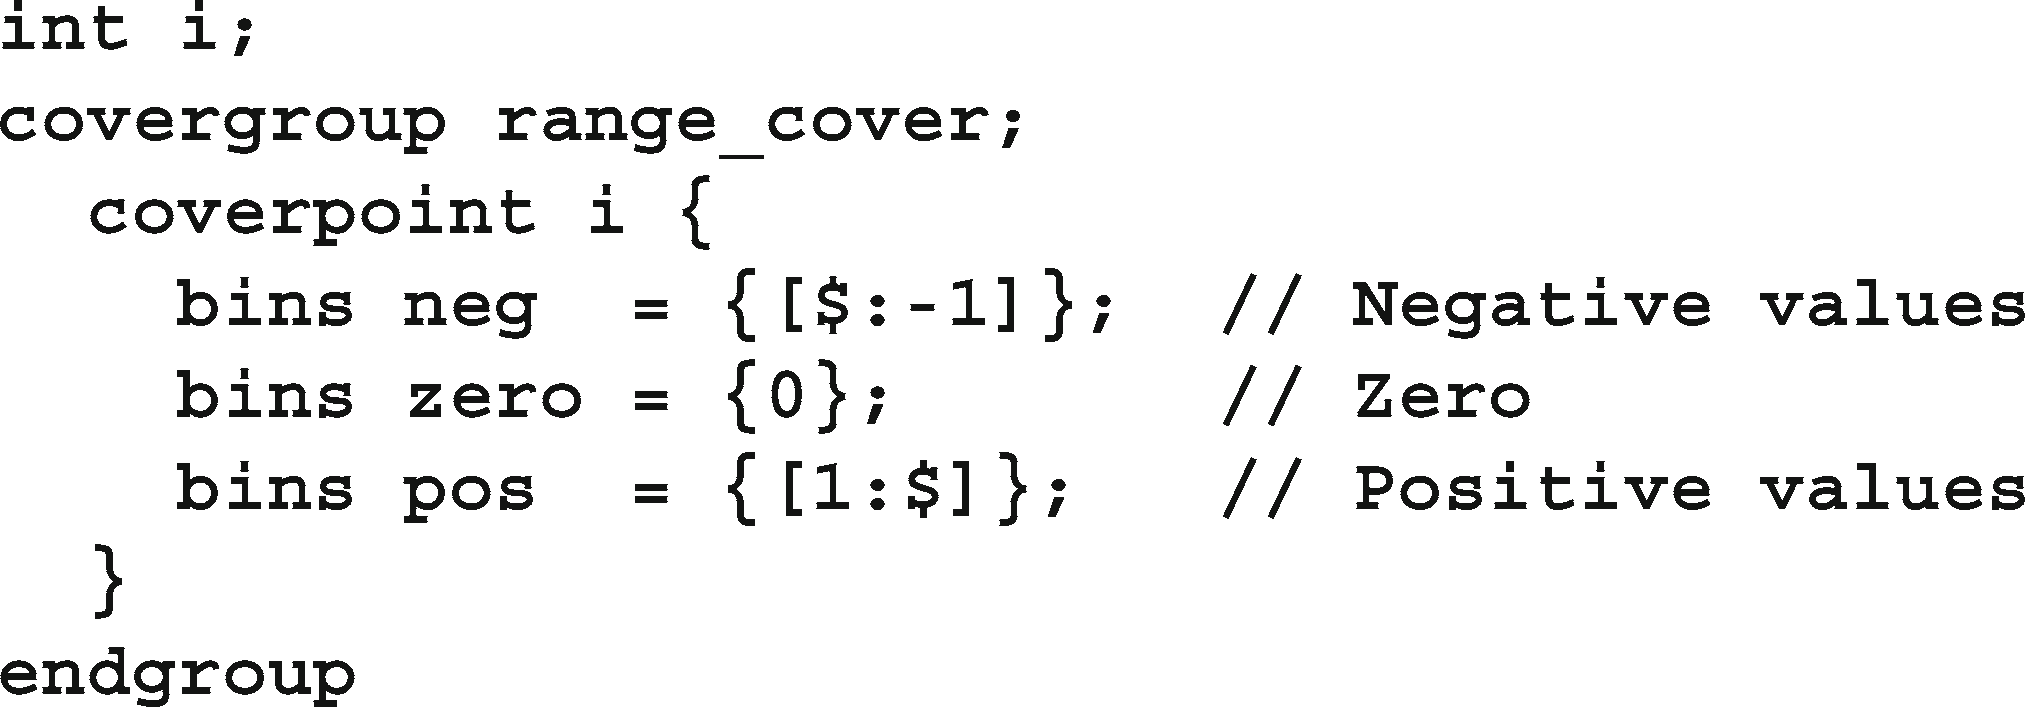 int i;
covergroup range_cover;
  coverpoint i {
    bins neg  = {[$:-1]};  // Negative values
    bins zero = {0};       // Zero
    bins pos  = {[1:$]};   // Positive values
  }
endgroup